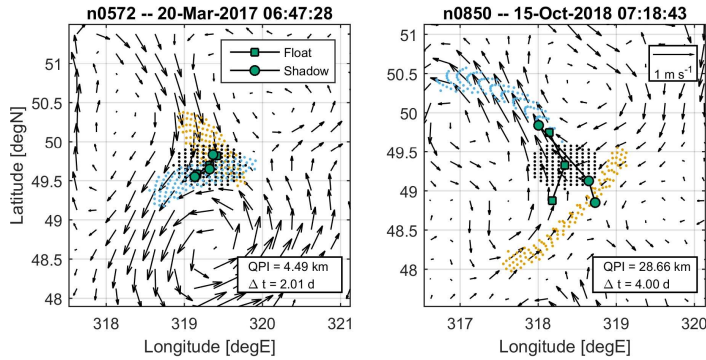 n0572 -- 20-Mar-2017 06:47:28
n0850 -- 15-Oct-2018 07:18:43
Float
Shadow
1 m s⁻¹
Latitude [degN]
51
50.5
50
49.5
49
48.5
48
51
50.5
50
49.5
49
48.5
48
QPI = 4.49 km
Δ t = 2.01 d
QPI = 28.66 km
Δ t = 4.00 d
318
319
320
321
317
318
319
320
Longitude [degE]
Longitude [degE]